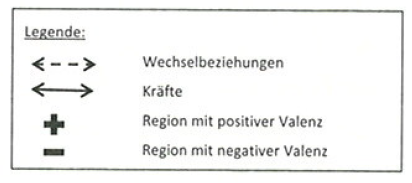 Legende:
Wechselbeziehungen
Kräfte
Region mit positiver Valenz
Region mit negativer Valenz